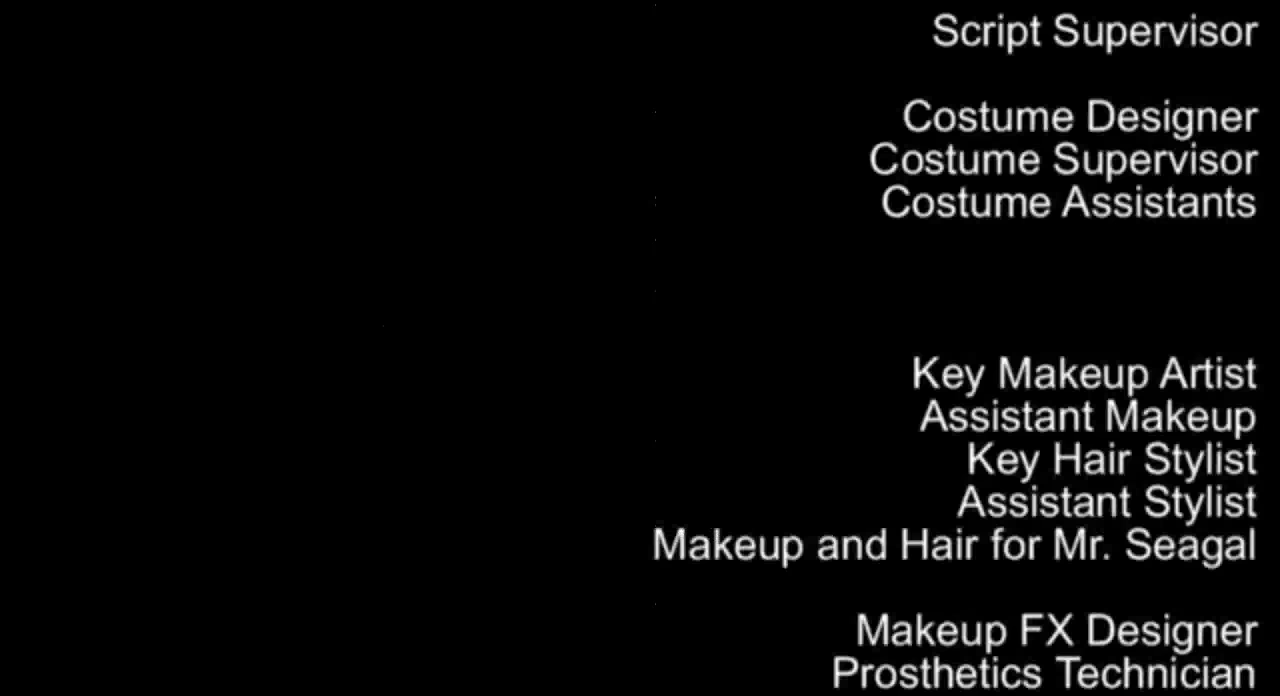 Script Supervisor
Costume Designer
Costume Supervisor
Costume Assistants
Key Makeup Artist
Assistant Makeup
Key Hair Stylist
Assistant Stylist
Makeup and Hair for Mr. Seagal
Makeup FX Designer
Prosthetics Technician